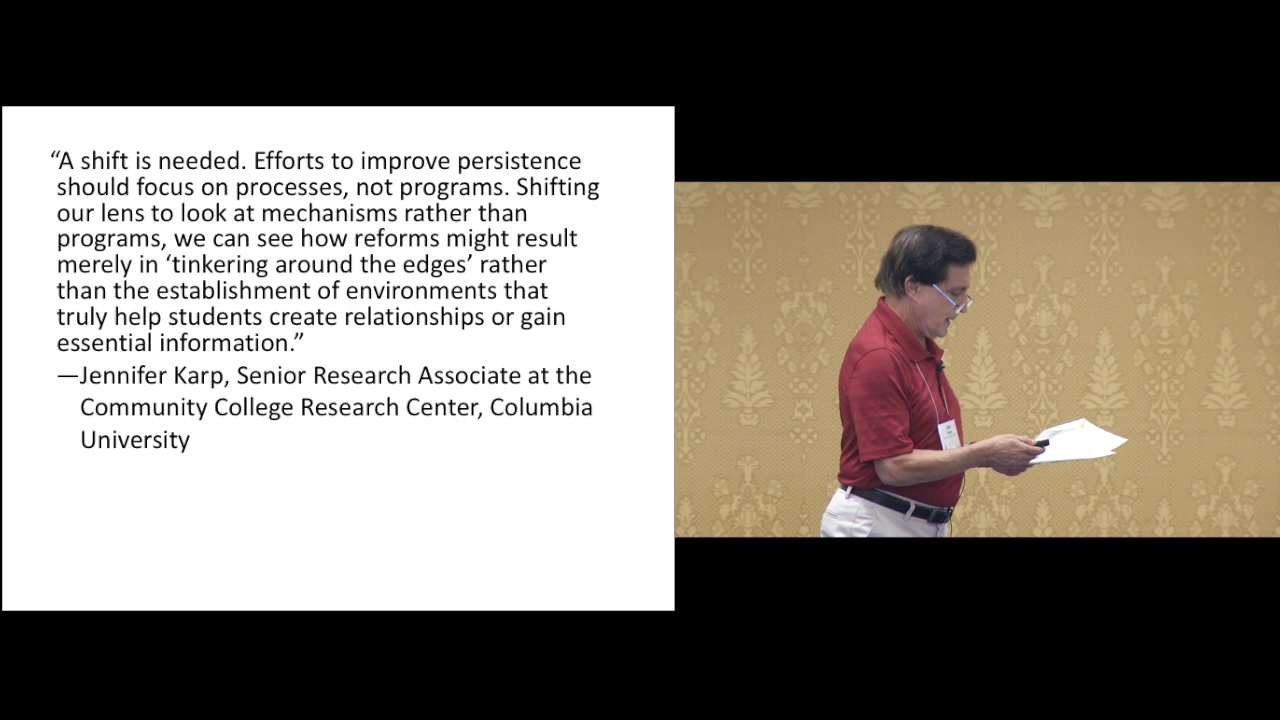 “A shift is needed. Efforts to improve persistence
should focus on processes, not programs. Shifting
our lens to look at mechanisms rather than
programs, we can see how reforms might result
merely in ‘tinkering around the edges’ rather
than the establishment of environments that
truly help students create relationships or gain
essential information.”
—Jennifer Karp, Senior Research Associate at the
Community College Research Center, Columbia
University